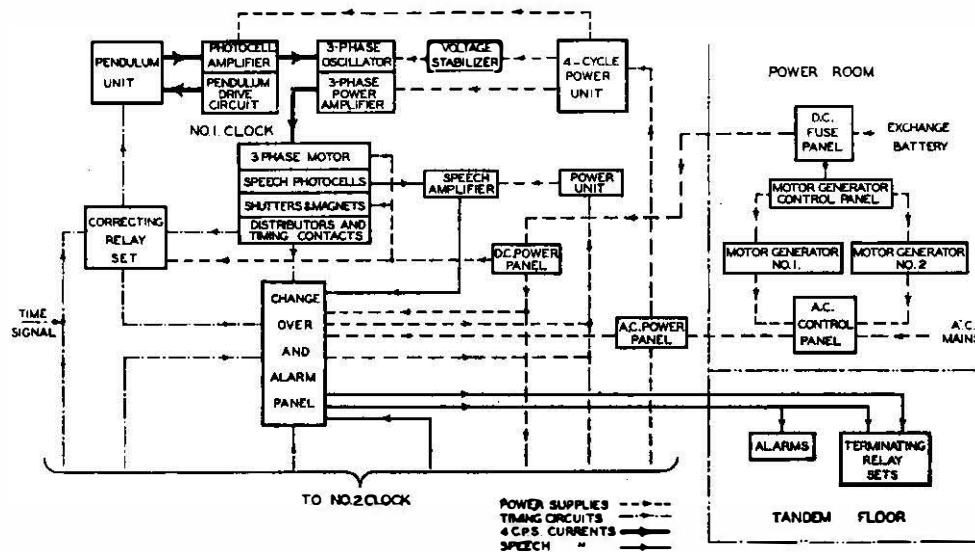 PENDULUM
UNIT
PHOTOCELL
AMPLIFIER
PENDULUM
DRIVE CIRCUIT
3-PHASE
OSCILLATOR
3-PHASE
POWER
AMPLIFIER
VOLTAGE
STABILIZER
4-CYCLE
POWER
UNIT
NO.1. CLOCK
3 PHASE MOTOR
SPEECH PHOTOCELLS
SHUTTERS & MAGNETS
DISTRIBUTORS AND
TIMING CONTACTS
SPEECH
AMPLIFIER
POWER
UNIT
CORRECTING
RELAY
SET
D.C. POWER
PANEL
TIME
SIGNAL
CHANGE
OVER
AND
ALARM
PANEL
A.C. POWER
PANEL
POWER ROOM
D.C.
FUSE
PANEL
EXCHANGE
BATTERY
MOTOR GENERATOR
CONTROL PANEL
MOTOR GENERATOR
NO.1.
MOTOR GENERATOR
NO.2
A.C.
CONTROL
PANEL
A.C.
MAINS
ALARMS
TERMINATING
RELAY
SETS
TANDEM FLOOR
TO NO.2 CLOCK
POWER SUPPLIES
TIMING CIRCUITS
4 C.P.S. CURRENTS
SPEECH "